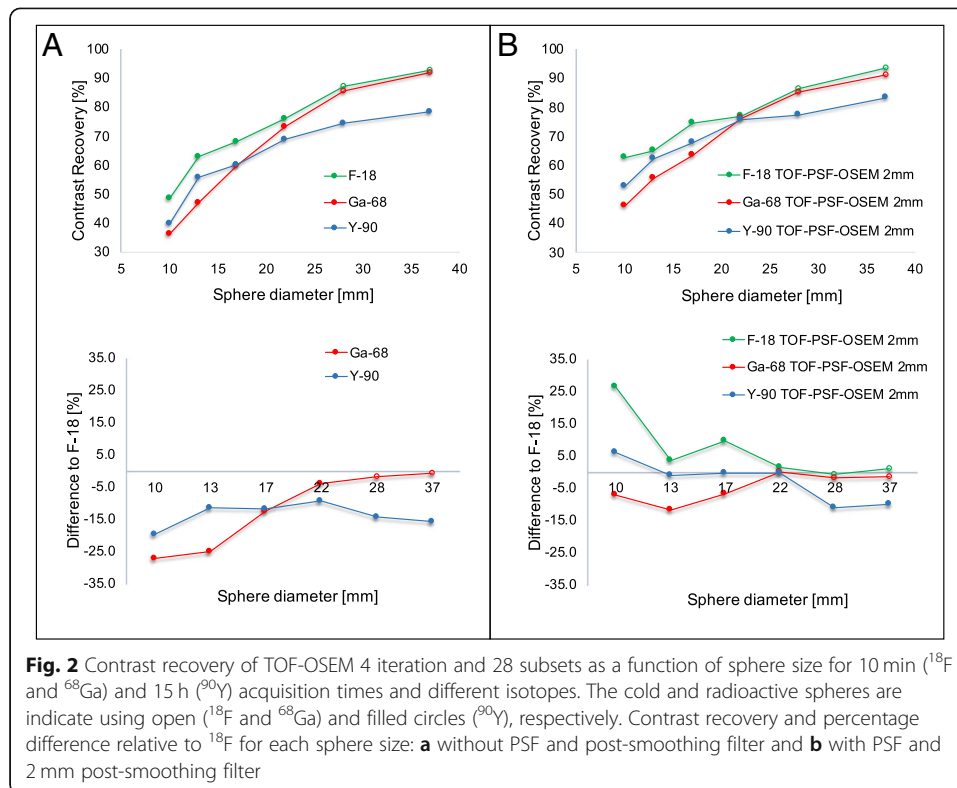 A
100
90
80
70
60
50
40
30
Contrast Recovery [%]
F-18
Ga-68
Y-90
5 10 15 20 25 30 35 40
Sphere diameter [mm]
35.0
25.0
15.0
5.0
-5.0
-15.0
-25.0
-35.0
Difference to F-18 [%]
Ga-68
Y-90
10 13 17 22 28 37
Sphere diameter [mm]
B
100
90
80
70
60
50
40
30
Contrast Recovery [%]
F-18 TOF-PSF-OSEM 2mm
Ga-68 TOF-PSF-OSEM 2mm
Y-90 TOF-PSF-OSEM 2mm
5 10 15 20 25 30 35 40
Sphere diameter [mm]
F-18 TOF-PSF-OSEM 2mm
Ga-68 TOF-PSF-OSEM 2mm
Y-90 TOF-PSF-OSEM 2mm
35.0
25.0
15.0
5.0
-5.0
-15.0
-25.0
-35.0
Difference to F-18 [%]
10 13 17 22 28 37
Sphere diameter [mm]
Fig. 2 Contrast recovery of TOF-OSEM 4 iteration and 28 subsets as a function of sphere size for 10 min (¹⁸F
and ⁶⁸Ga) and 15 h (⁹⁰Y) acquisition times and different isotopes. The cold and radioactive spheres are
indicate using open (¹⁸F and ⁶⁸Ga) and filled circles (⁹⁰Y), respectively. Contrast recovery and percentage
difference relative to ¹⁸F for each sphere size: a without PSF and post-smoothing filter and b with PSF and
2 mm post-smoothing filter